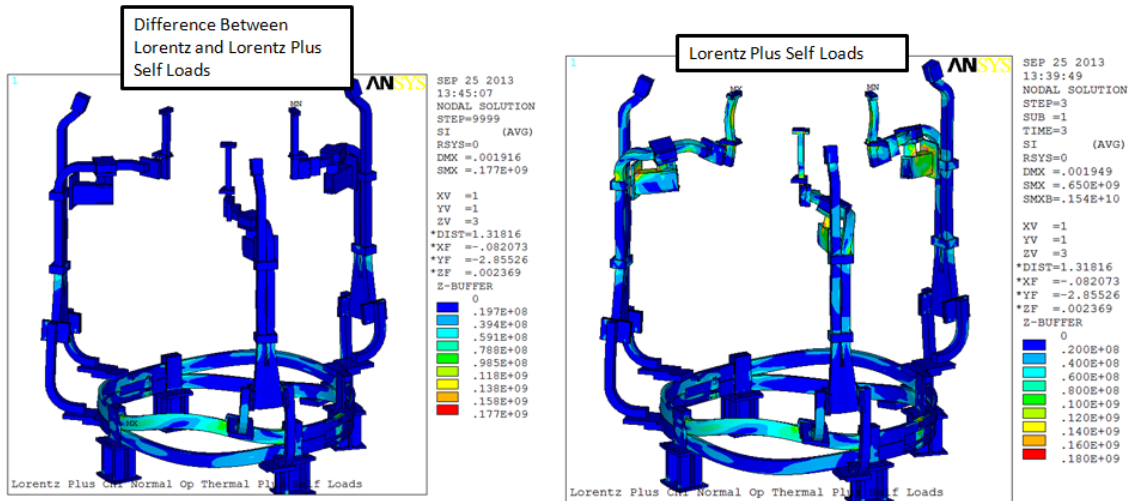 Difference Between
Lorentz and Lorentz Plus
Self Loads
1
ANSYS
MN
MX
SEP 25 2013
13:45:07
NODAL SOLUTION
STEP=9999
SI (AVG)
RSYS=0
DMX =.001916
SMX =.177E+09
XV =1
YV =1
ZV =3
*DIST=1.31816
*XF =-.082073
*YF =-2.85526
*ZF =.002369
Z-BUFFER
0
.197E+08
.394E+08
.591E+08
.788E+08
.985E+08
.118E+09
.138E+09
.158E+09
.177E+09
Lorentz Plus CHI Normal Op Thermal Plus Self Loads
Lorentz Plus Self Loads
1
ANSYS
MX
MN
SEP 25 2013
13:39:49
NODAL SOLUTION
STEP=3
SUB =1
TIME=3
SI (AVG)
RSYS=0
DMX =.001949
SMX =.650E+09
SMXB=.154E+10
XV =1
YV =1
ZV =3
*DIST=1.31816
*XF =-.082073
*YF =-2.85526
*ZF =.002369
Z-BUFFER
0
.200E+08
.400E+08
.600E+08
.800E+08
.100E+09
.120E+09
.140E+09
.160E+09
.180E+09
Lorentz Plus CHI Normal Op Thermal Plus Self Loads